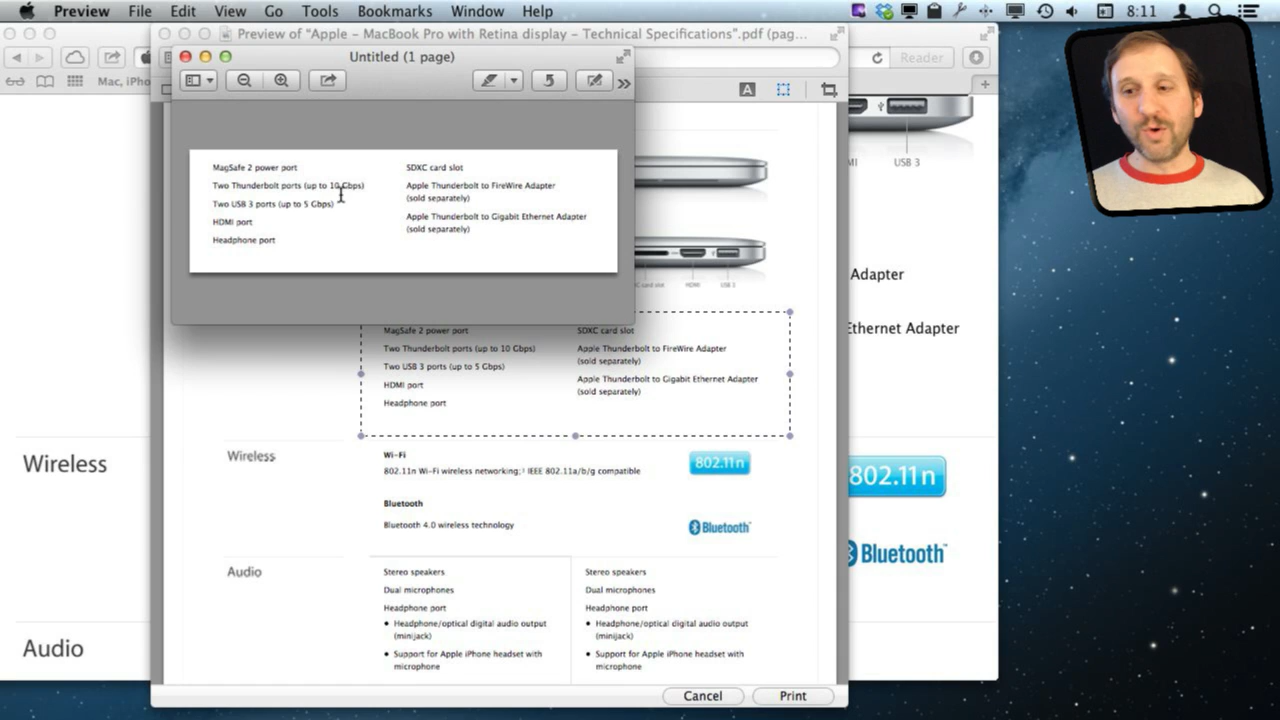 Preview File Edit View Go Tools Bookmarks Window Help 8:11
Preview of "Apple – MacBook Pro with Retina display – Technical Specifications".pdf (pag...
Untitled (1 page)
Reader
Mac, iPho
MagSafe 2 power port
Two Thunderbolt ports (up to 10 Gbps)
Two USB 3 ports (up to 5 Gbps)
HDMI port
Headphone port
SDXC card slot
Apple Thunderbolt to FireWire Adapter
(sold separately)
Apple Thunderbolt to Gigabit Ethernet Adapter
(sold separately)
MI USB 3
card slot HDMI USB 3
Adapter
Ethernet Adapter
MagSafe 2 power port
Two Thunderbolt ports (up to 10 Gbps)
Two USB 3 ports (up to 5 Gbps)
HDMI port
Headphone port
SDXC card slot
Apple Thunderbolt to FireWire Adapter
(sold separately)
Apple Thunderbolt to Gigabit Ethernet Adapter
(sold separately)
Wireless
Wireless
Wi-Fi
802.11n Wi-Fi wireless networking; IEEE 802.11a/b/g compatible
802.11n
802.11n
Bluetooth
Bluetooth 4.0 wireless technology
Bluetooth
Bluetooth
Audio
Audio
Stereo speakers
Dual microphones
Headphone port
• Headphone/optical digital audio output
(minijack)
• Support for Apple iPhone headset with
microphone
Stereo speakers
Dual microphones
Headphone port
• Headphone/optical digital audio output
(minijack)
• Support for Apple iPhone headset with
microphone
Cancel Print